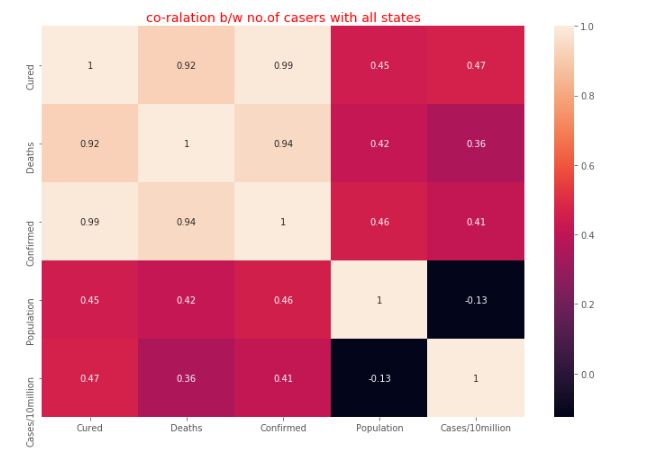 co-ralation b/w no.of casers with all states
Cured 1 0.92 0.99 0.45 0.47
Deaths 0.92 1 0.94 0.42 0.36
Confirmed 0.99 0.94 1 0.46 0.41
Population 0.45 0.42 0.46 1 -0.13
Cases/10million 0.47 0.36 0.41 -0.13 1
Cured Deaths Confirmed Population Cases/10million
1.0
0.8
0.6
0.4
0.2
0.0